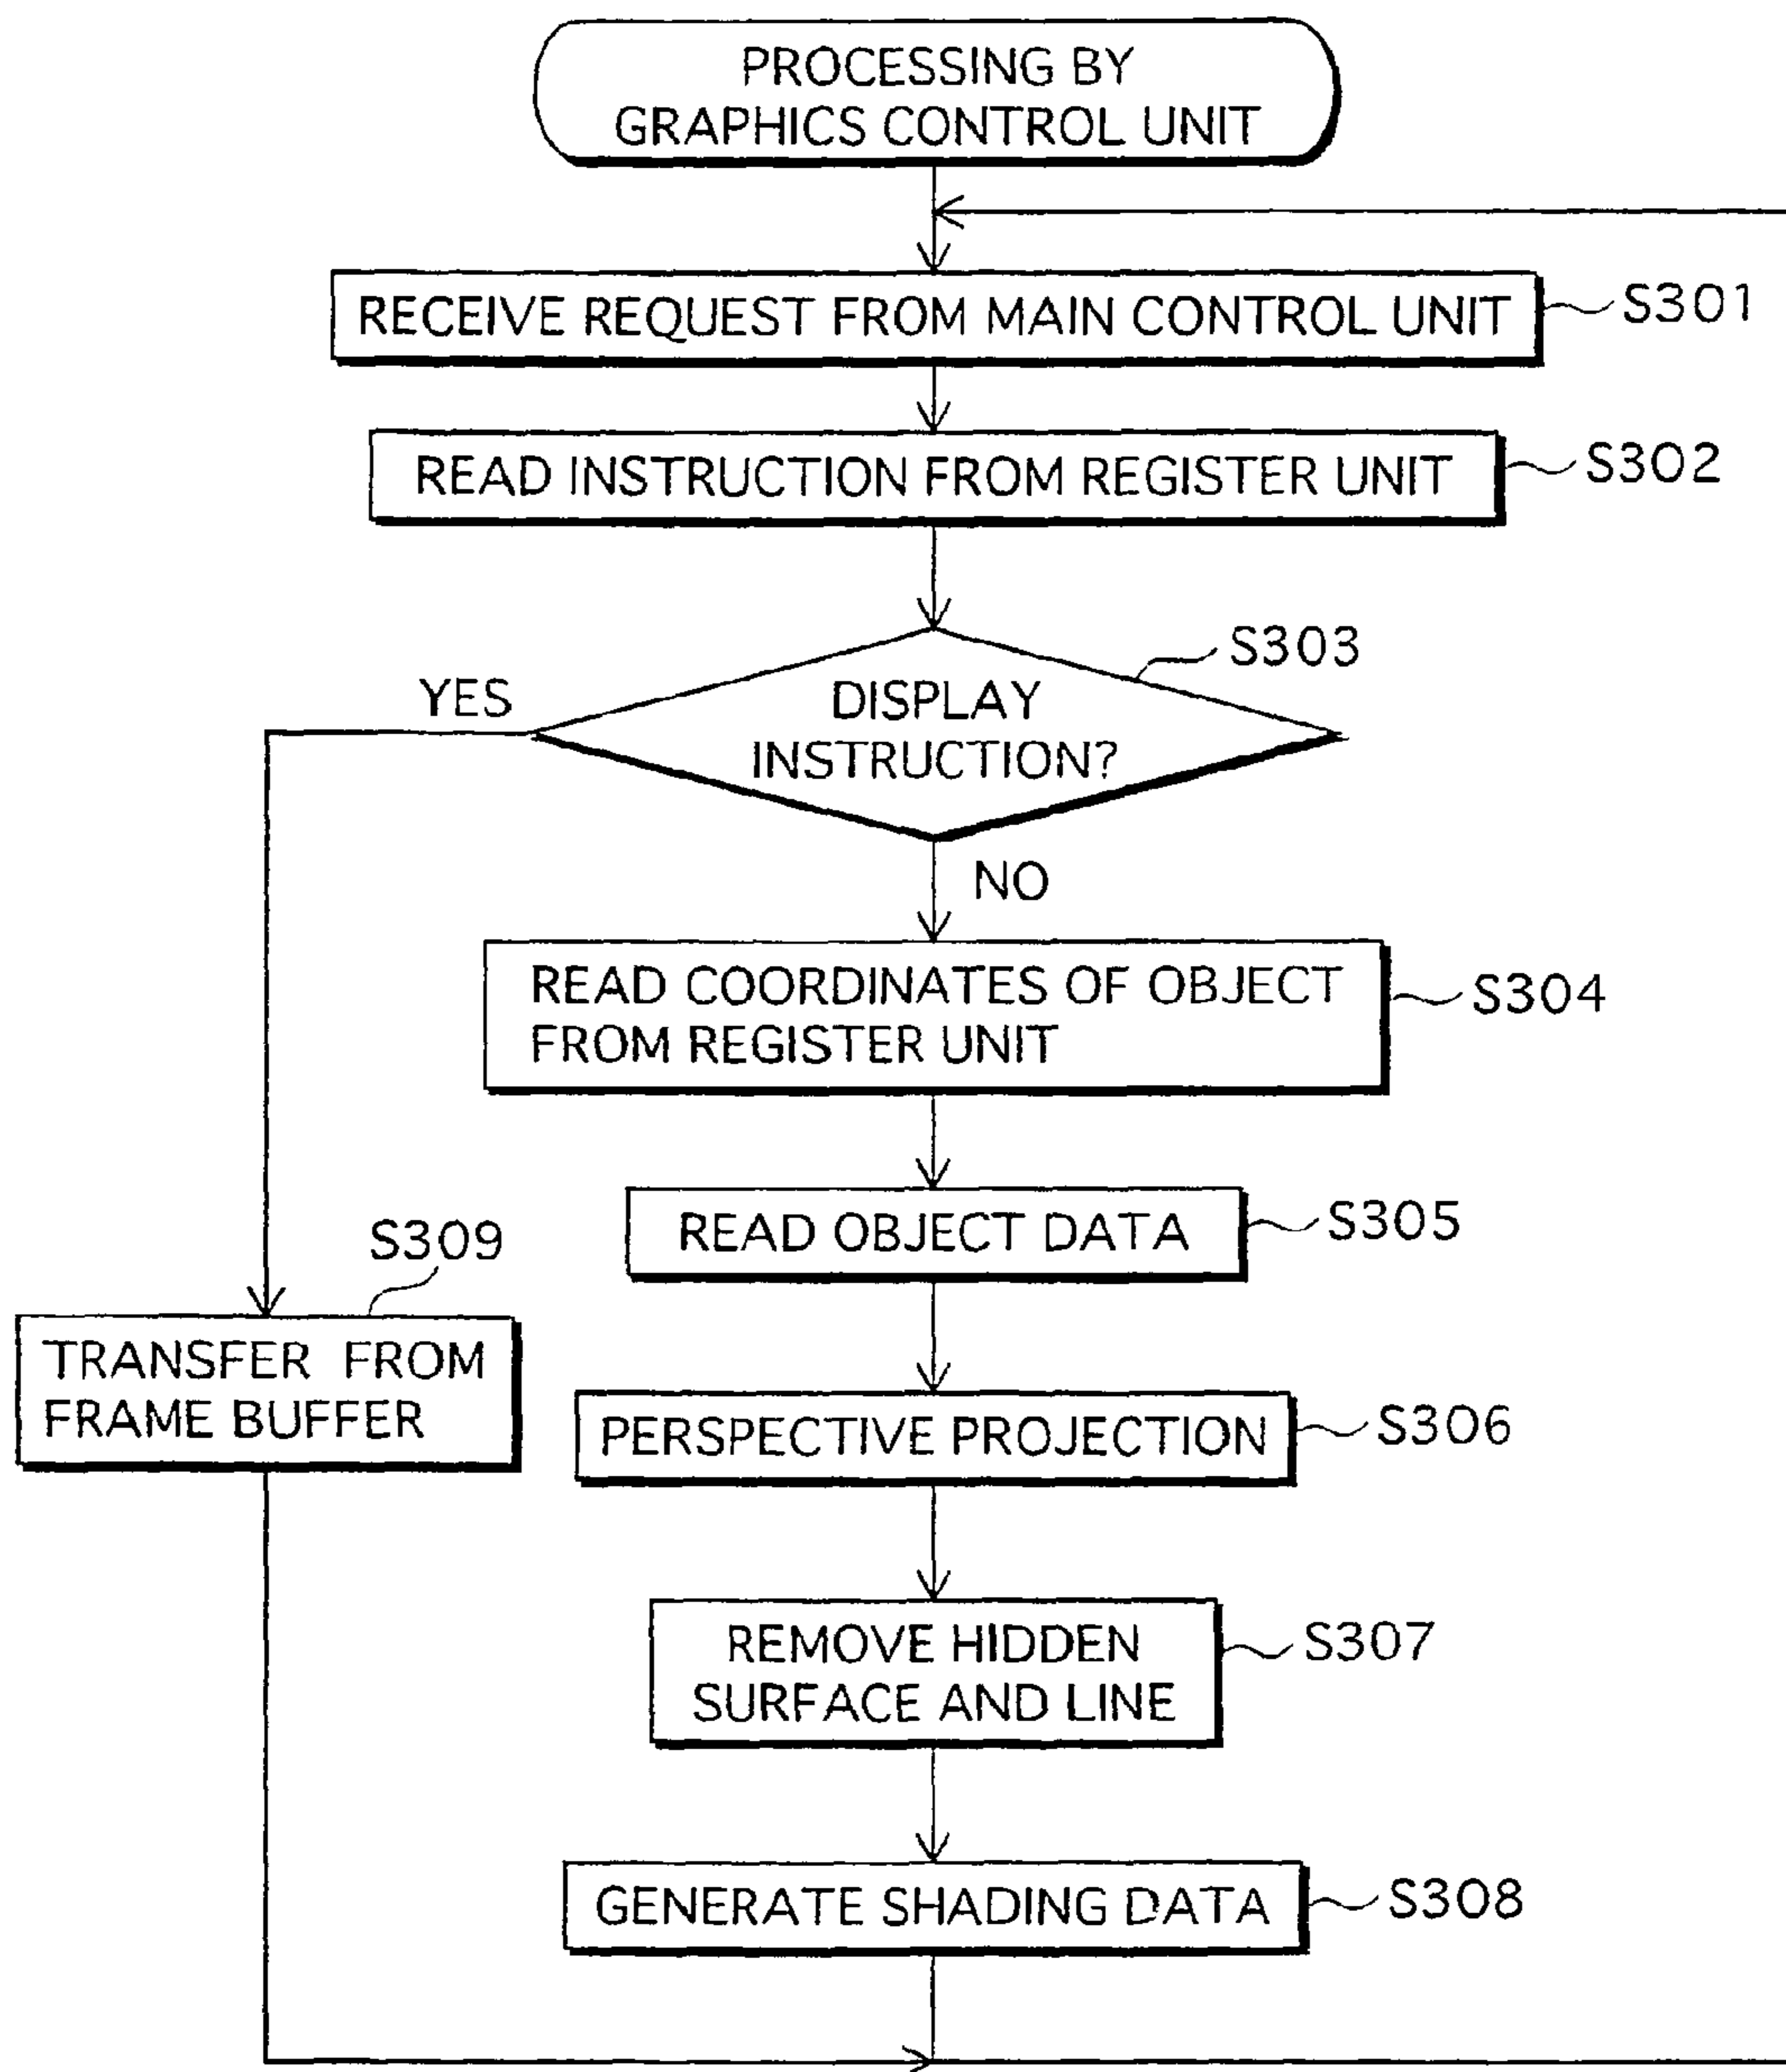 PROCESSING BY
GRAPHICS CONTROL UNIT
RECEIVE REQUEST FROM MAIN CONTROL UNIT
S301
READ INSTRUCTION FROM REGISTER UNIT
S302
S303
YES
DISPLAY
INSTRUCTION?
NO
READ COORDINATES OF OBJECT
FROM REGISTER UNIT
S304
READ OBJECT DATA
S305
S309
TRANSFER FROM
FRAME BUFFER
PERSPECTIVE PROJECTION
S306
REMOVE HIDDEN
SURFACE AND LINE
S307
GENERATE SHADING DATA
S308